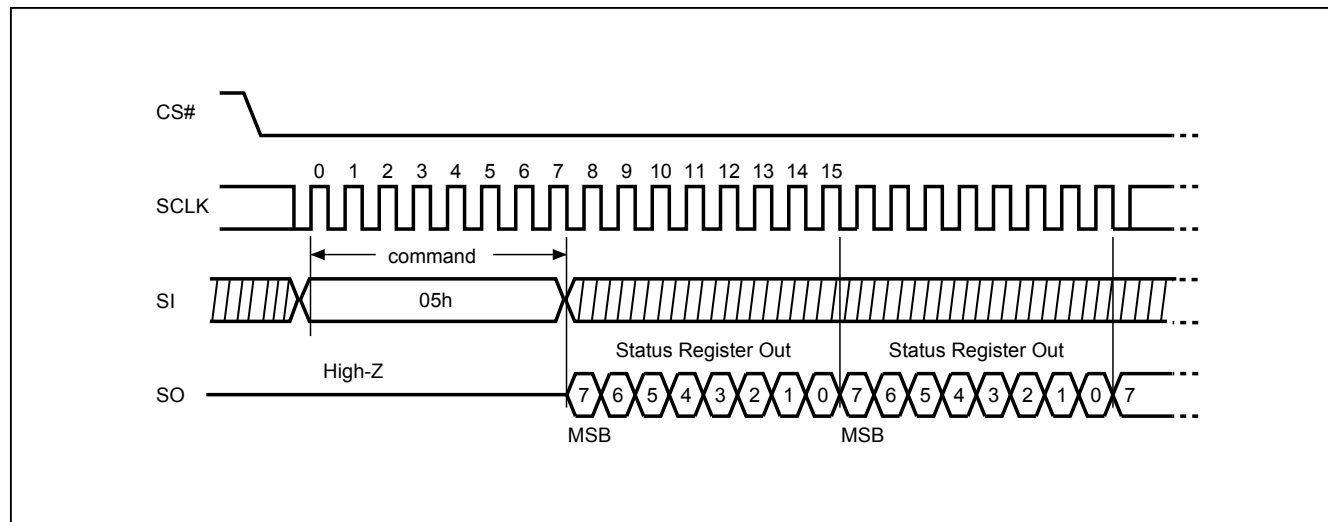 CS#
0 1 2 3 4 5 6 7 8 9 10 11 12 13 14 15
SCLK
command
SI
05h
Status Register Out Status Register Out
High-Z
SO
7 6 5 4 3 2 1 0 7 6 5 4 3 2 1 0 7
MSB MSB